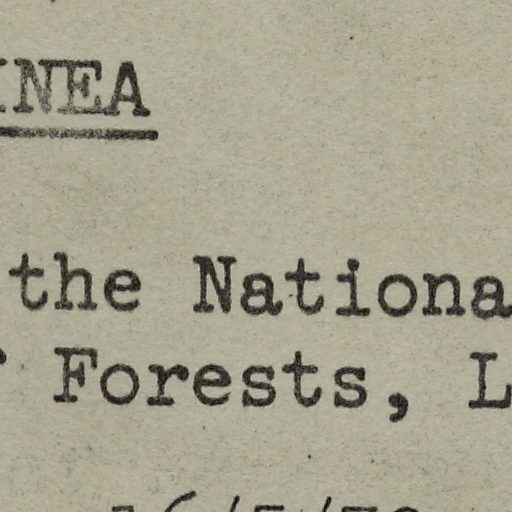 INEA
the Nationa
Forests, L